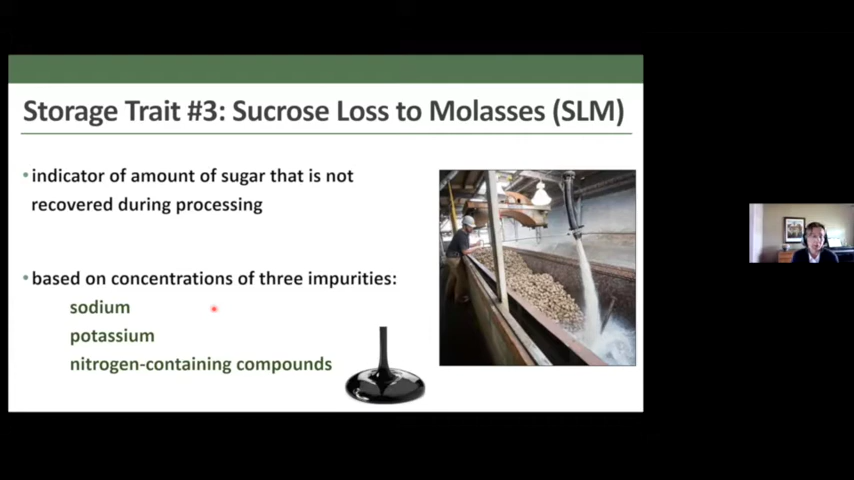 Storage Trait #3: Sucrose Loss to Molasses (SLM)
•indicator of amount of sugar that is not
recovered during processing
•based on concentrations of three impurities:
sodium
potassium
nitrogen-containing compounds